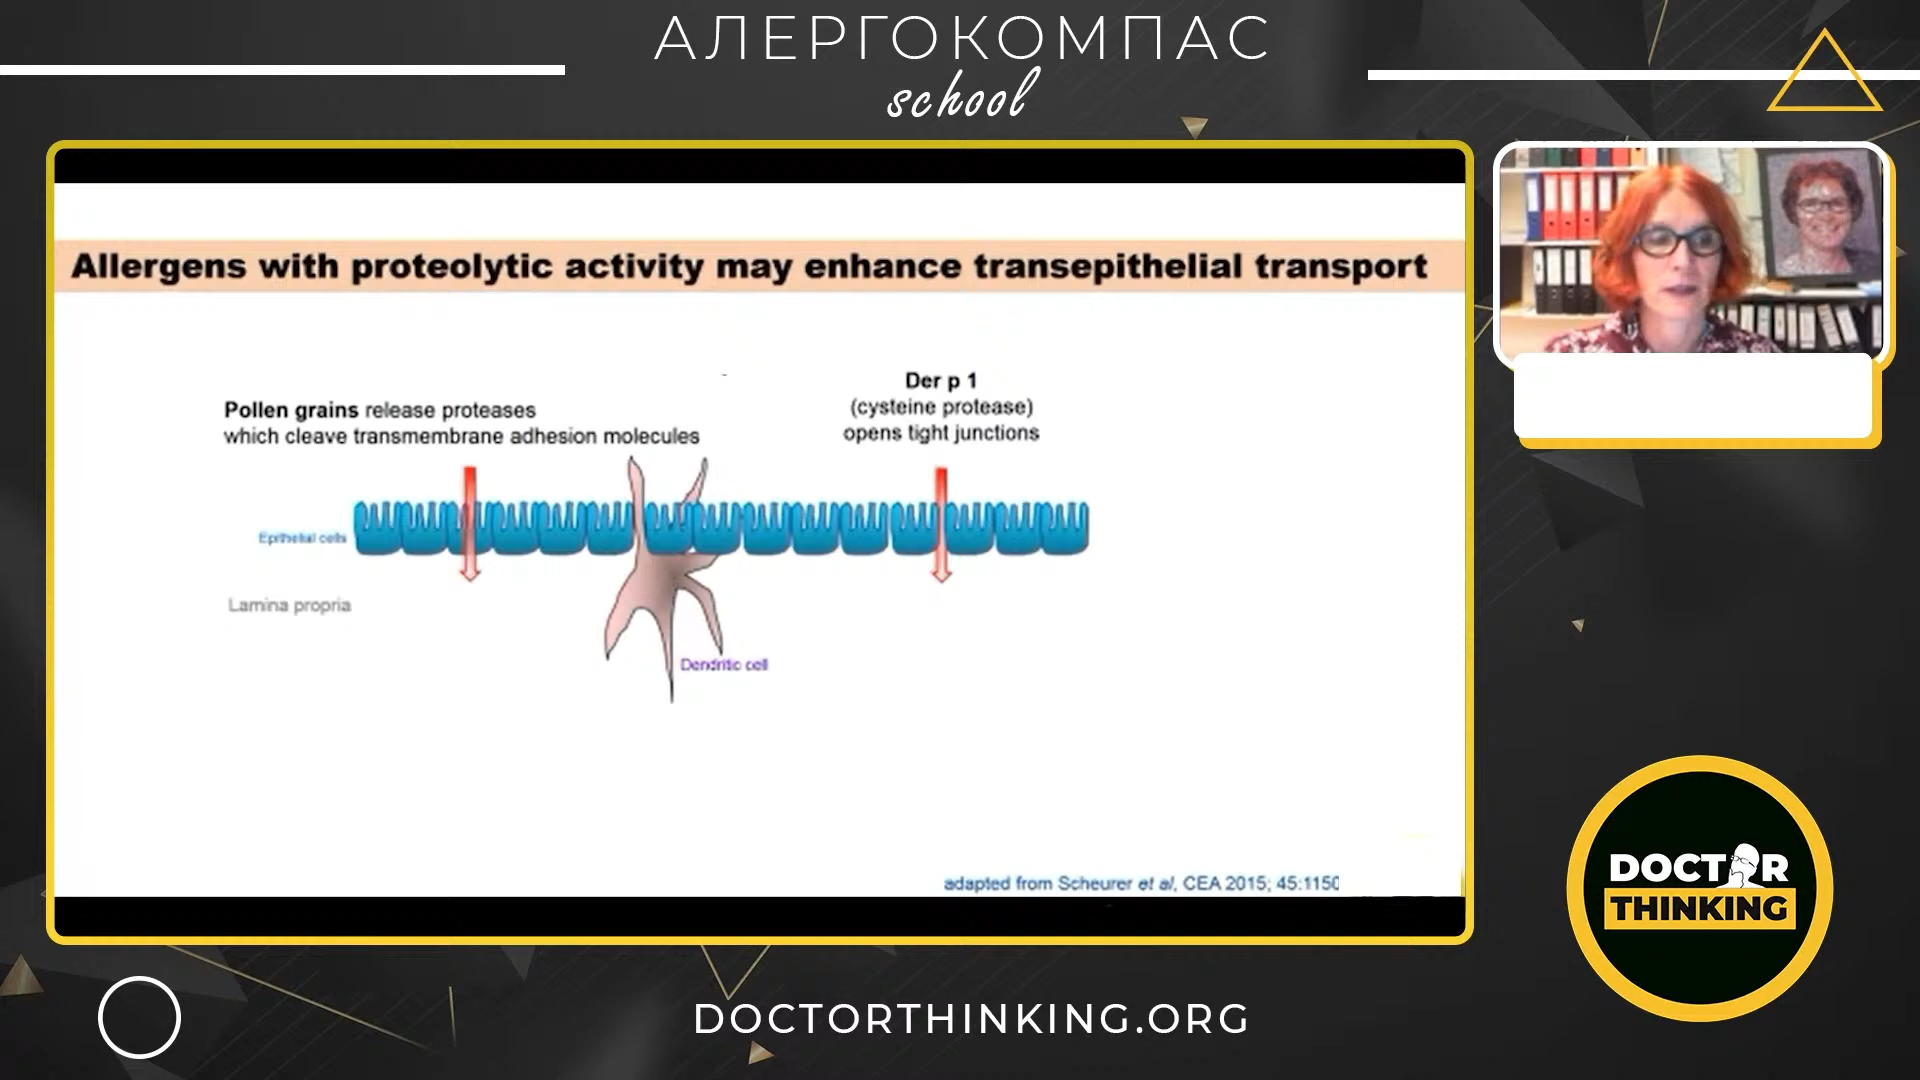 АЛЕРГОКОМПАС
school
Allergens with proteolytic activity may enhance transepithelial transport
Pollen grains release proteases
which cleave transmembrane adhesion molecules
Der p 1
(cysteine protease)
opens tight junctions
Epithelial cells
Lamina propria
Dendritic cell
adapted from Scheurer et al, CEA 2015; 45:1150
DOCTOR
THINKING
DOCTORTHINKING.ORG